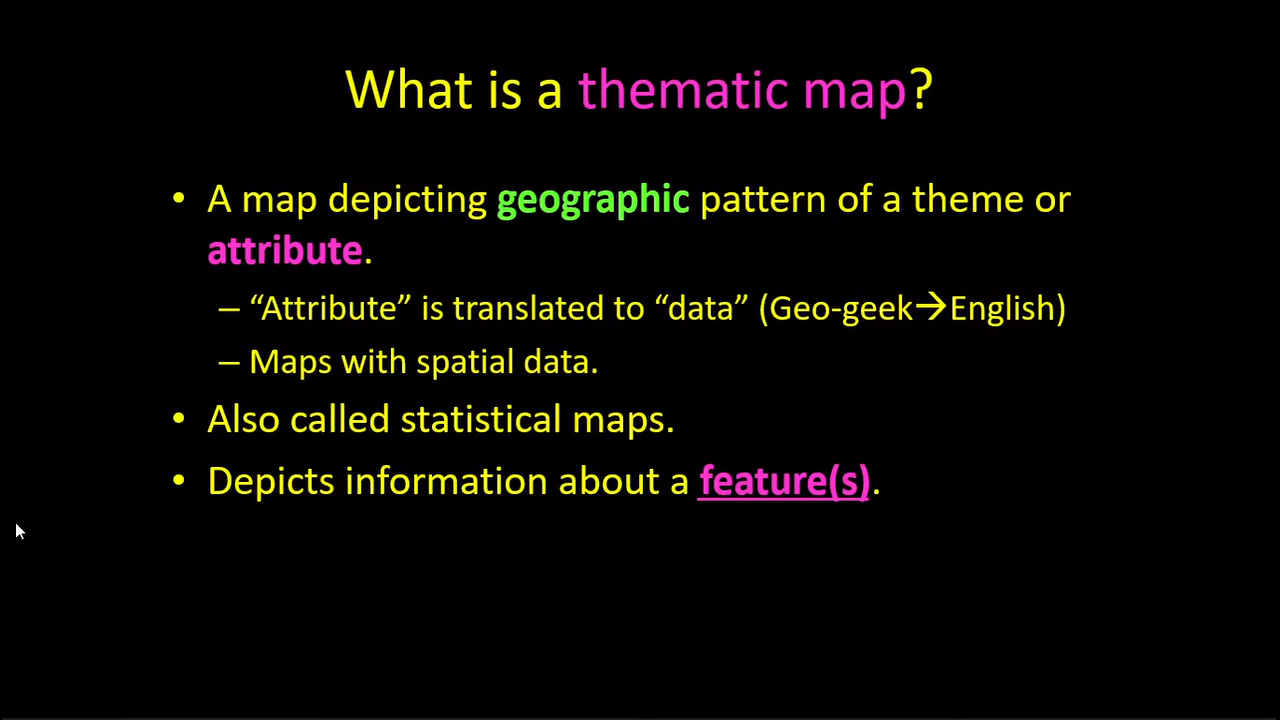 What is a thematic map?
• A map depicting geographic pattern of a theme or
attribute.
– “Attribute” is translated to “data” (Geo-geek→English)
– Maps with spatial data.
• Also called statistical maps.
• Depicts information about a feature(s).